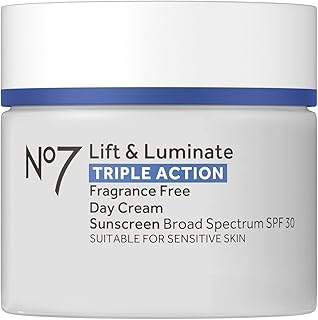 No7
Lift & Luminate
TRIPLE ACTION
Fragrance Free
Day Cream
Sunscreen Broad Spectrum SPF 30
SUITABLE FOR SENSITIVE SKIN